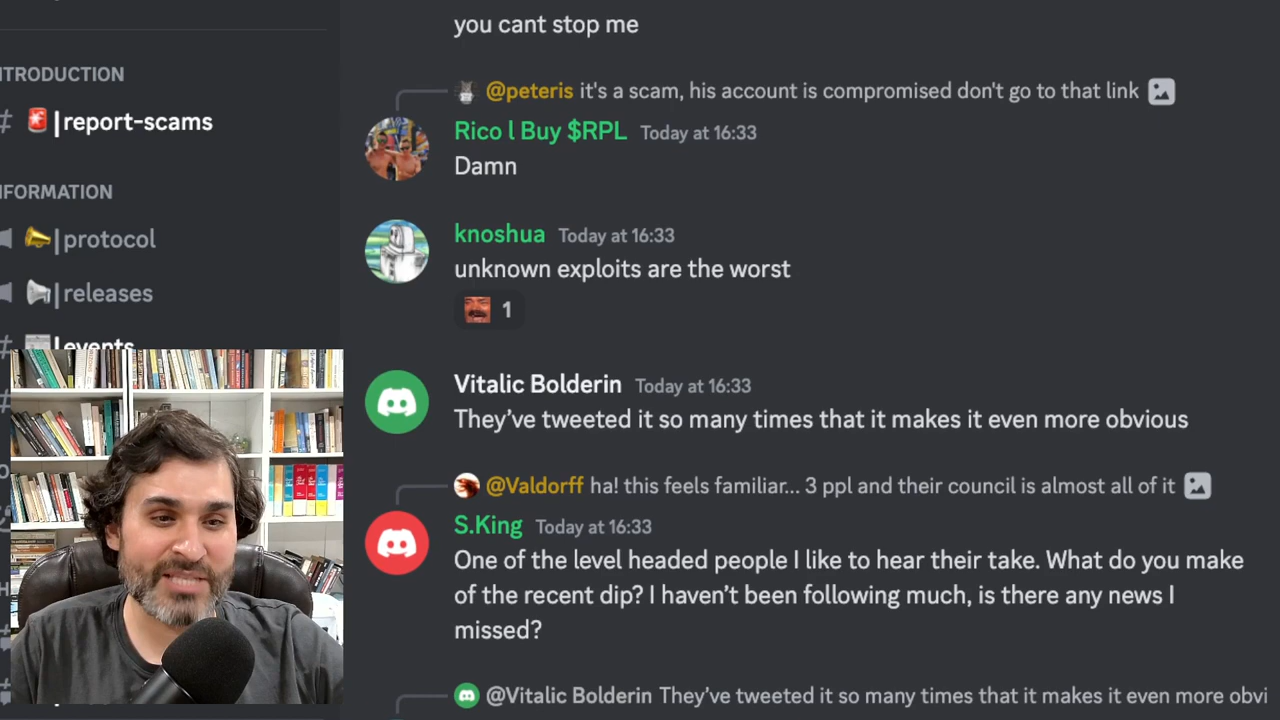 you cant stop me
NTRODUCTION
@peteris it's a scam, his account is compromised don't go to that link
# |report-scams
Rico l Buy $RPL Today at 16:33
Damn
NFORMATION
|protocol
knoshua Today at 16:33
unknown exploits are the worst
|releases
1
# |events
Vitalic Bolderin Today at 16:33
They've tweeted it so many times that it makes it even more obvious
@Valdorff ha! this feels familiar... 3 ppl and their council is almost all of it
S.King Today at 16:33
One of the level headed people I like to hear their take. What do you make
of the recent dip? I haven't been following much, is there any news I
missed?
@Vitalic Bolderin They've tweeted it so many times that it makes it even more obvi